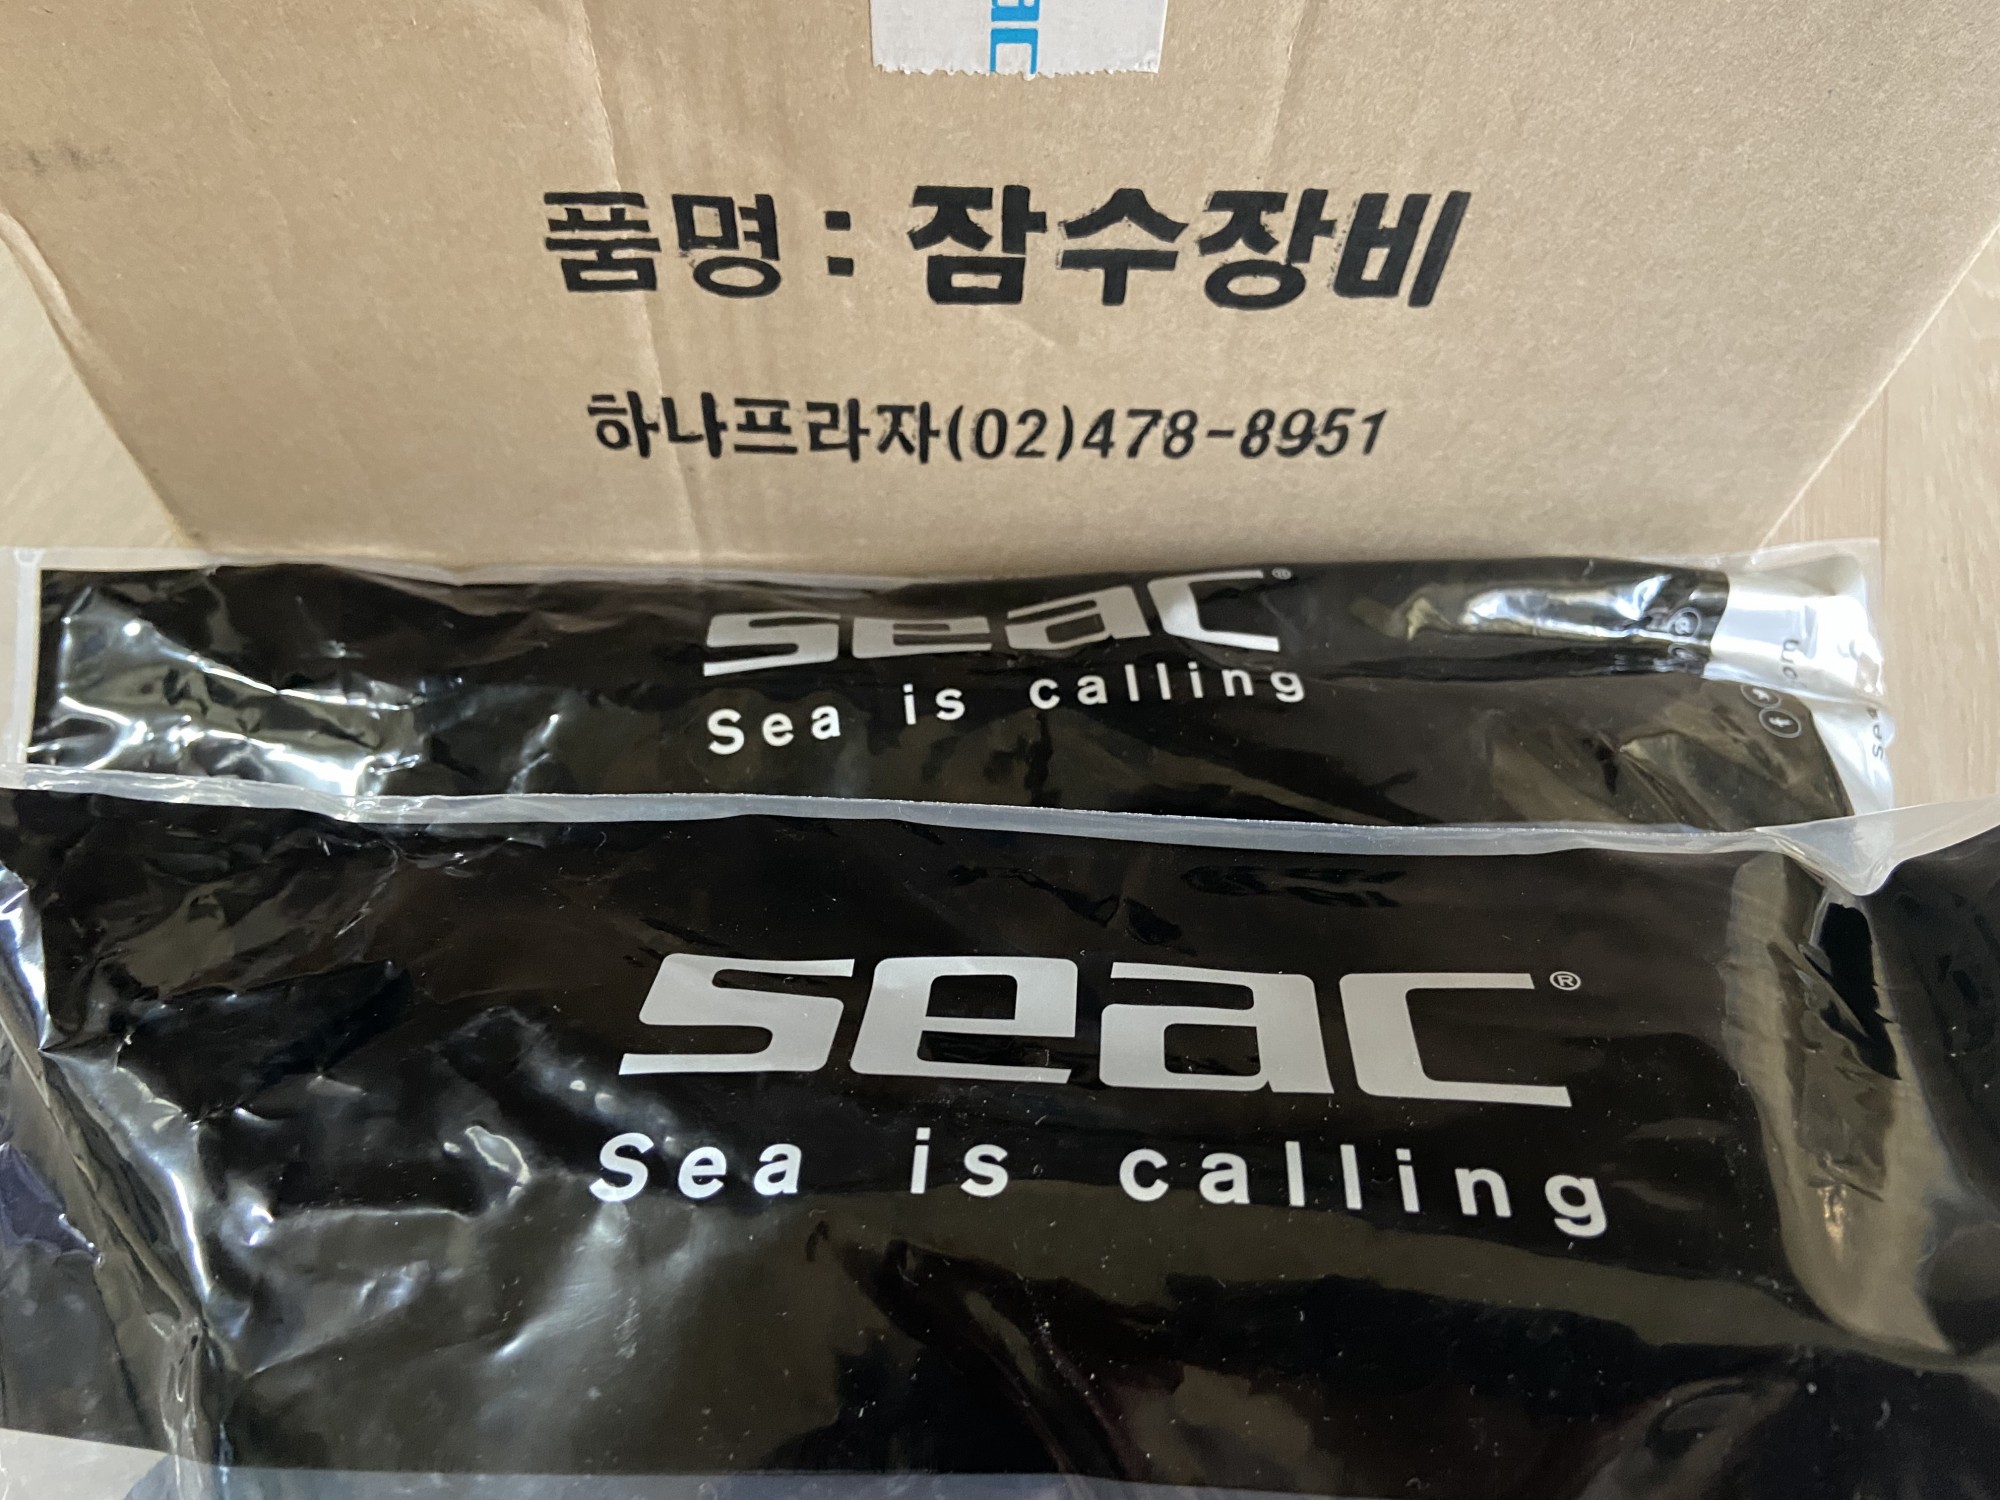 ac
품명 : 잠수장비
하나프라자(02)478-8951
seac®
Sea is calling
seac®
Sea is calling